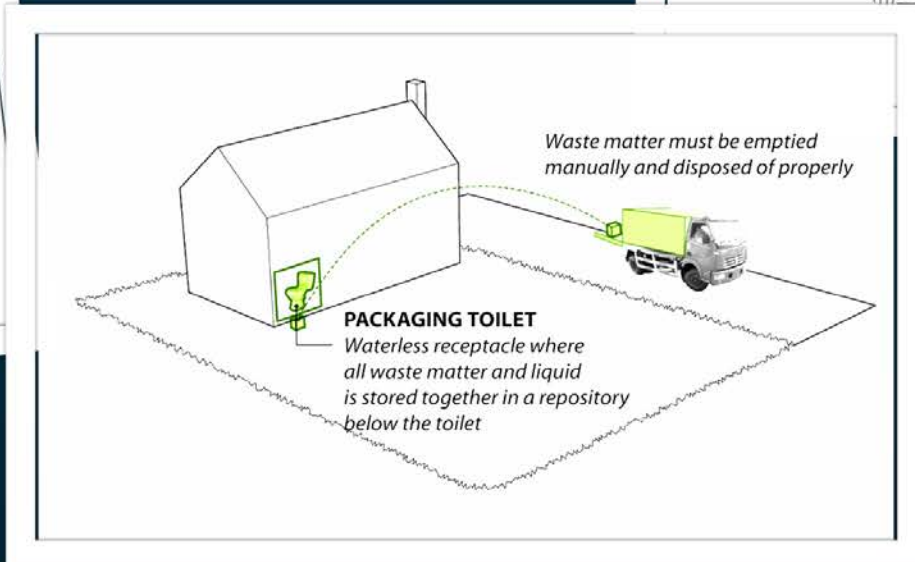 Waste matter must be emptied
manually and disposed of properly
PACKAGING TOILET
Waterless receptacle where
all waste matter and liquid
is stored together in a repository
below the toilet